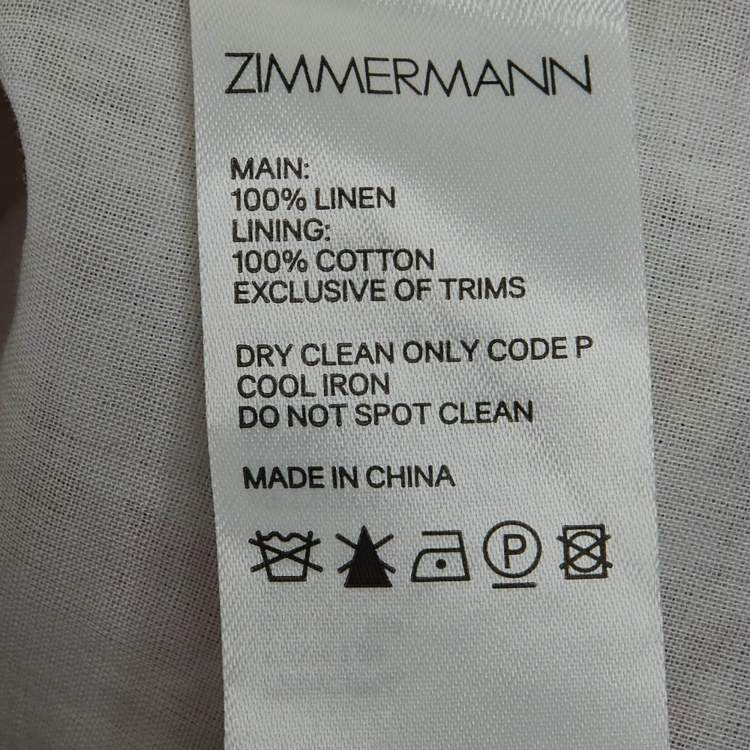 ZIMMERMANN
MAIN:
100% LINEN
LINING:
100% COTTON
EXCLUSIVE OF TRIMS
DRY CLEAN ONLY CODE P
COOL IRON
DO NOT SPOT CLEAN
MADE IN CHINA
P